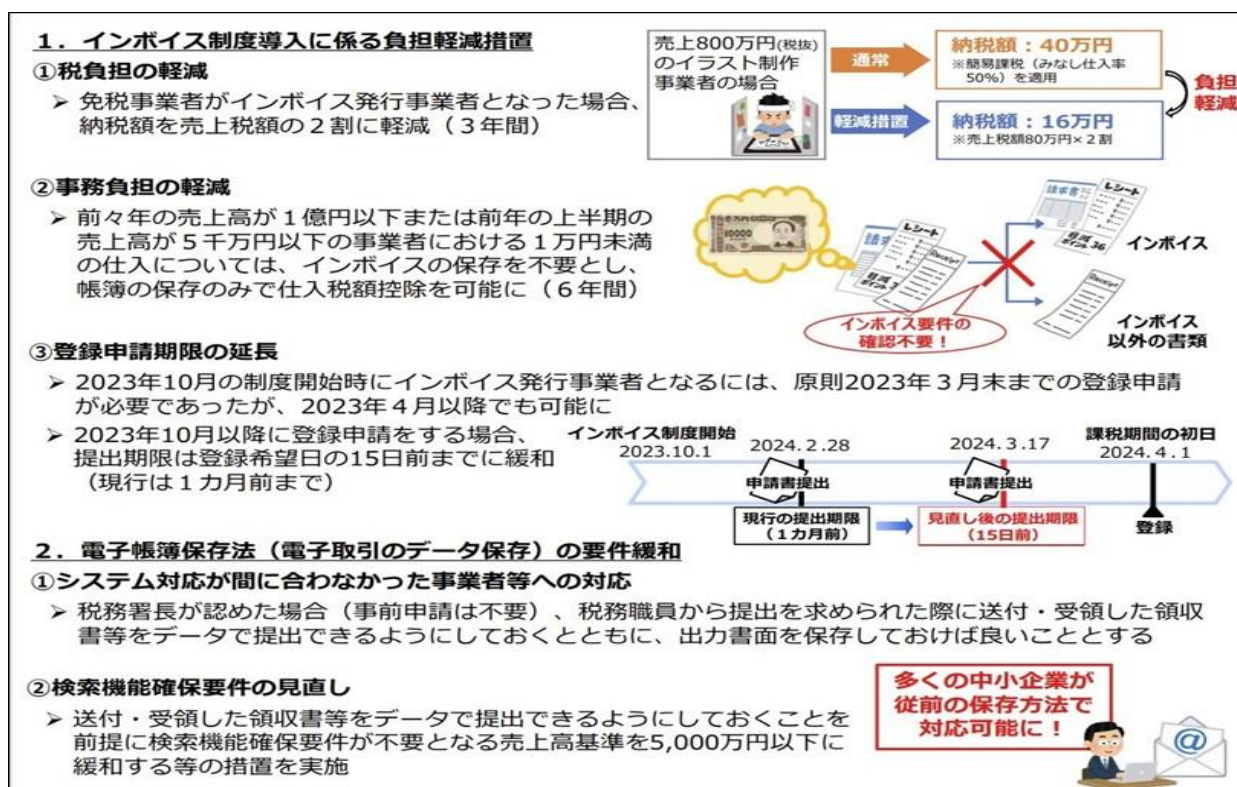 1．インボイス制度導入に係る負担軽減措置
①税負担の軽減
➢ 免税事業者がインボイス発行事業者となった場合、
納税額を売上税額の２割に軽減（３年間）
売上800万円(税抜)
のイラスト制作
事業者の場合
通常
納税額：40万円
※簡易課税（みなし仕入率
50%）を適用
軽減措置
納税額：16万円
※売上税額80万円×２割
負担
軽減
②事務負担の軽減
➢ 前々年の売上高が１億円以下または前年の上半期の
売上高が５千万円以下の事業者における１万円未満
の仕入については、インボイスの保存を不要とし、
帳簿の保存のみで仕入税額控除を可能に（６年間）
10000
レシート
Receipt
インボイス要件の
確認不要！
請求書
レシート
軽減
ポイント 36
インボイス
Receipt
インボイス
以外の書類
③登録申請期限の延長
➢ 2023年10月の制度開始時にインボイス発行事業者となるには、原則2023年３月末までの登録申請
が必要であったが、2023年４月以降でも可能に
➢ 2023年10月以降に登録申請をする場合、
提出期限は登録希望日の15日前までに緩和
（現行は１カ月前まで）
インボイス制度開始
2023.10.1
2024.2.28
申請書提出
現行の提出期限
（１カ月前）
2024.3.17
申請書提出
見直し後の提出期限
（15日前）
課税期間の初日
2024.4.1
登録
2．電子帳簿保存法（電子取引のデータ保存）の要件緩和
①システム対応が間に合わなかった事業者等への対応
➢ 税務署長が認めた場合（事前申請は不要）、税務職員から提出を求められた際に送付・受領した領収
書等をデータで提出できるようにしておくとともに、出力書面を保存しておけば良いこととする
②検索機能確保要件の見直し
➢ 送付・受領した領収書等をデータで提出できるようにしておくことを
前提に検索機能確保要件が不要となる売上高基準を5,000万円以下に
緩和する等の措置を実施
多くの中小企業が
従前の保存方法で
対応可能に！
@